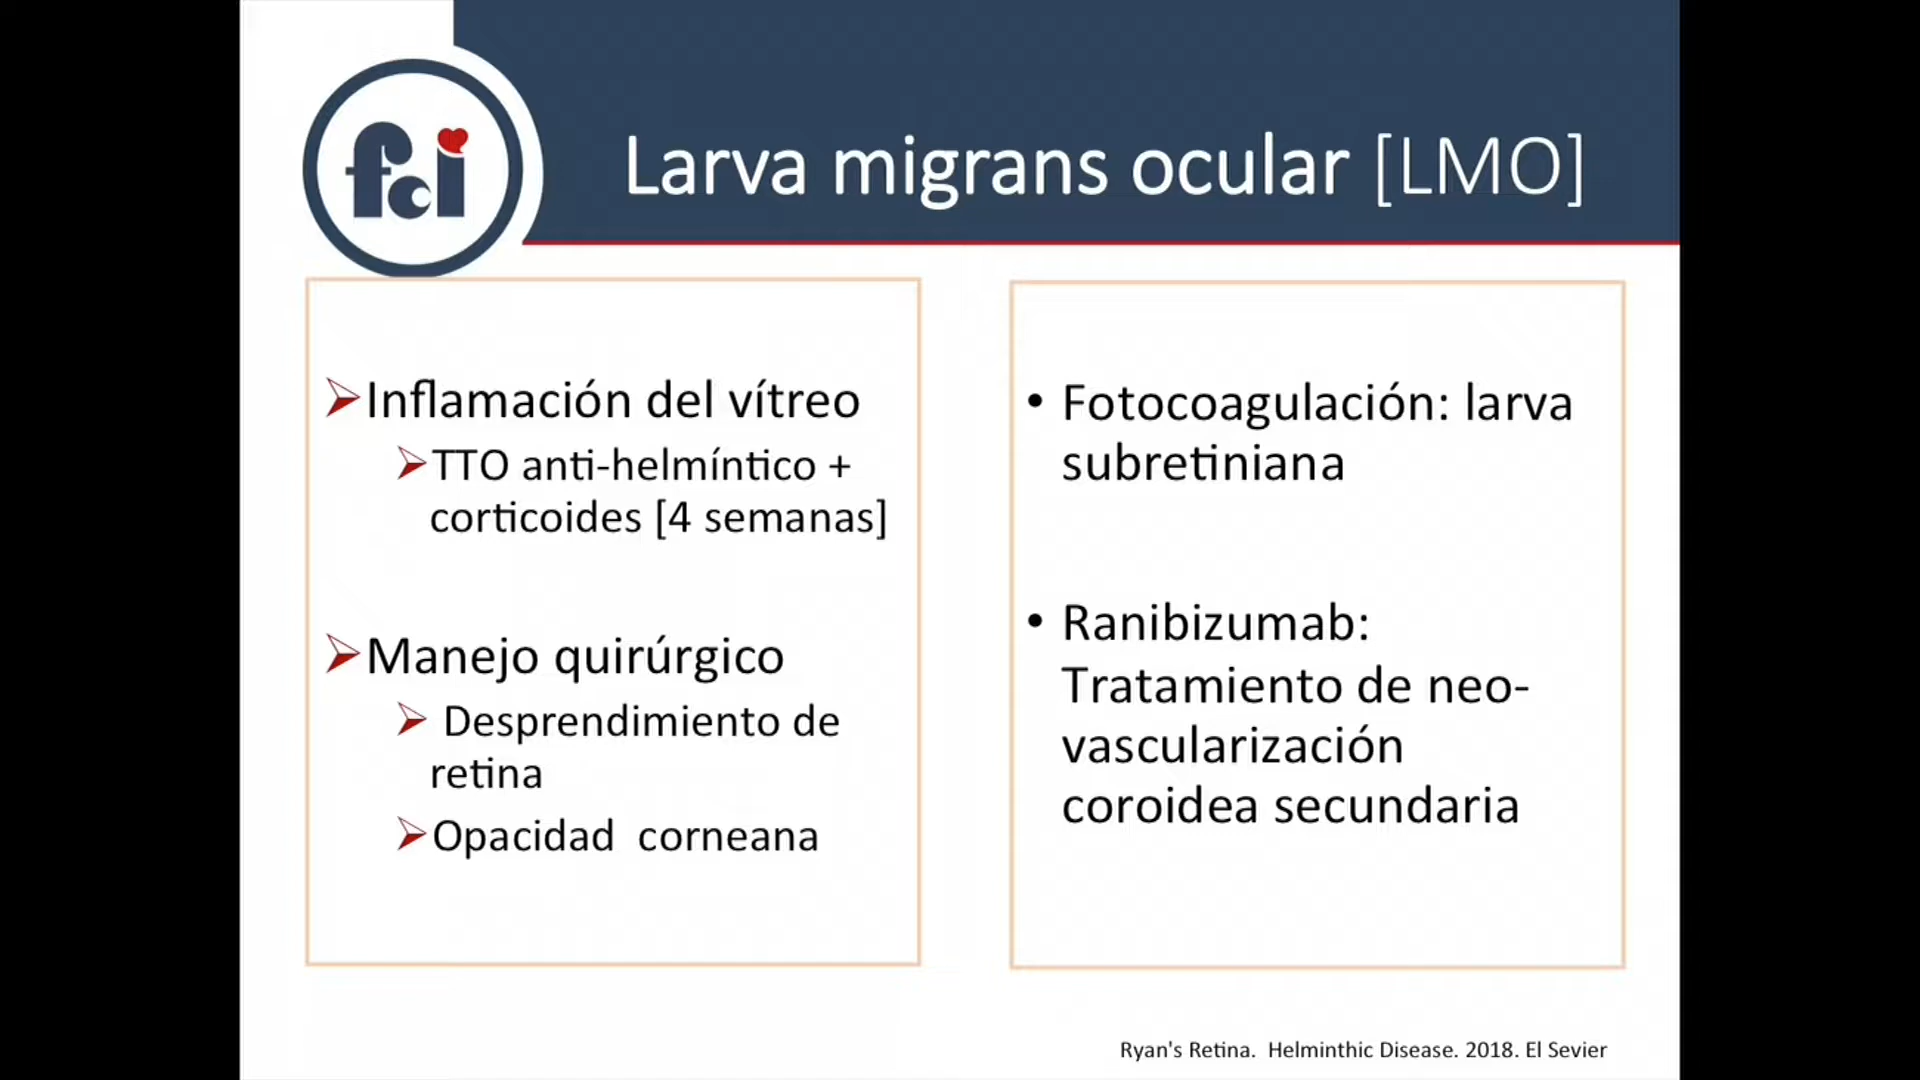 fci
Larva migrans ocular [LMO]
Inflamación del vítreo
TTO anti-helmíntico +
corticoides [4 semanas]
Manejo quirúrgico
Desprendimiento de
retina
Opacidad corneana
• Fotocoagulación: larva
subretiniana
• Ranibizumab:
Tratamiento de neo-
vascularización
coroidea secundaria
Ryan's Retina. Helminthic Disease. 2018. El Sevier